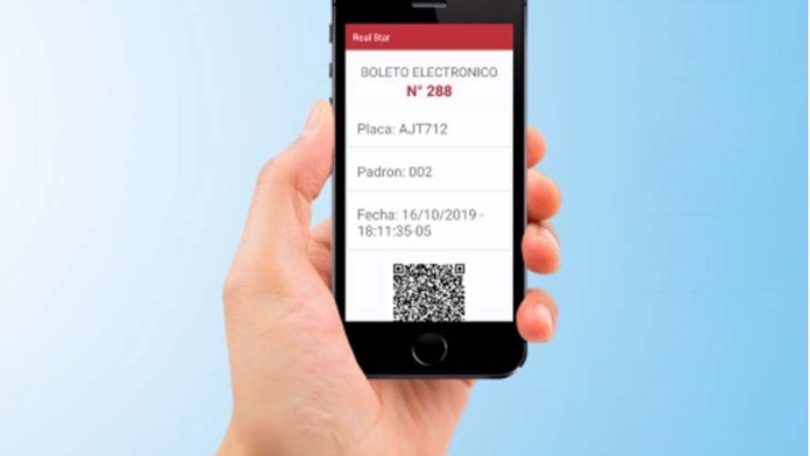 Real Star
BOLETO ELECTRONICO
N° 288
Placa: AJT712
Padron: 002
Fecha: 16/10/2019 -
18:11:35-05